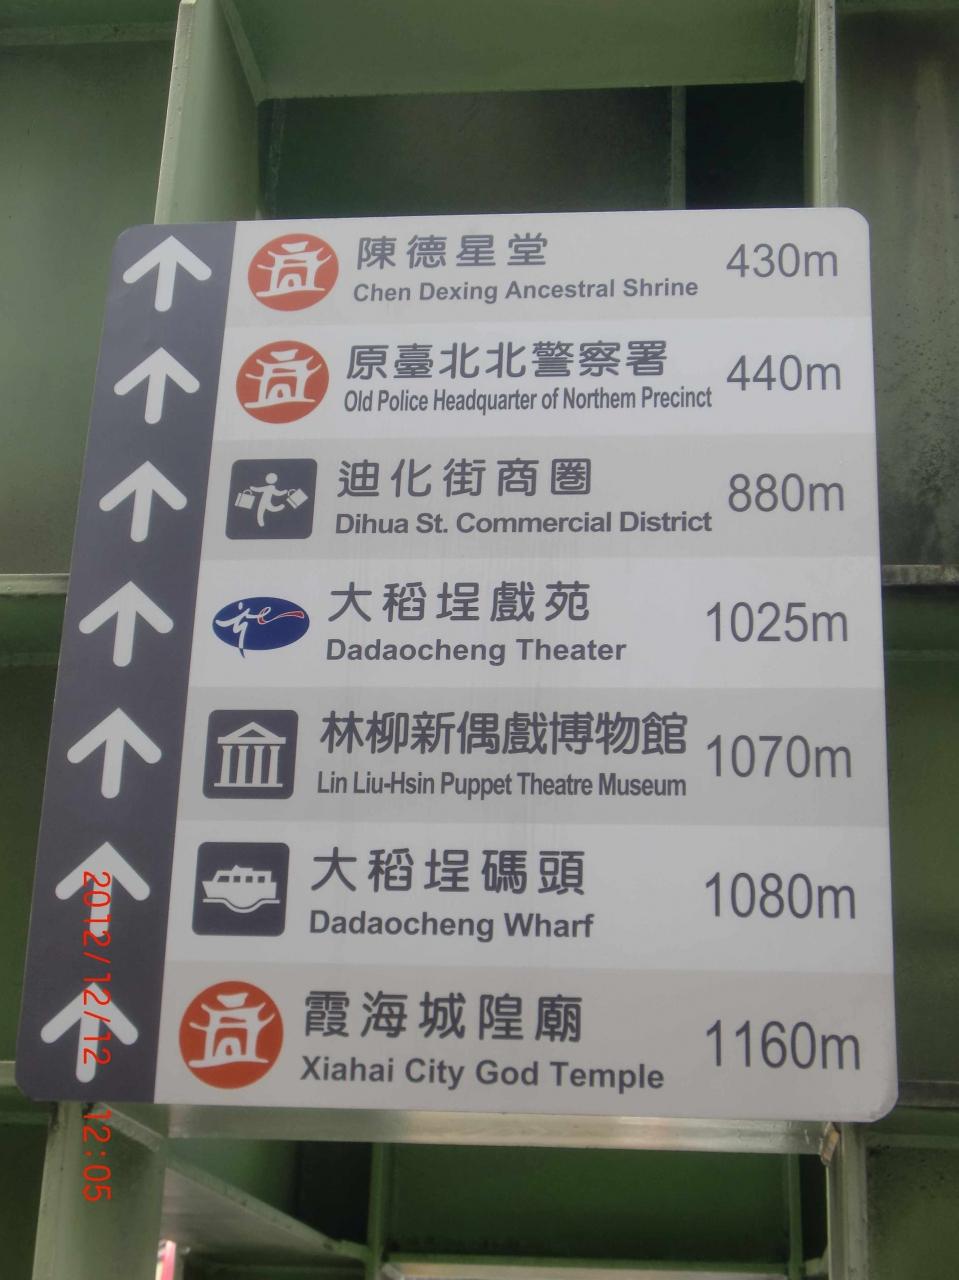 陳德星堂
430m
Chen Dexing Ancestral Shrine
原臺北北警察署
440m
Old Police Headquarter of Northern Precinct
迪化街商圈
880m
Dihua St. Commercial District
大稻埕戲苑
1025m
Dadaocheng Theater
林柳新偶戲博物館
1070m
Lin Liu-Hsin Puppet Theatre Museum
大稻埕碼頭
1080m
Dadaocheng Wharf
霞海城隍廟
1160m
Xiahai City God Temple
2012/12/12 12:05